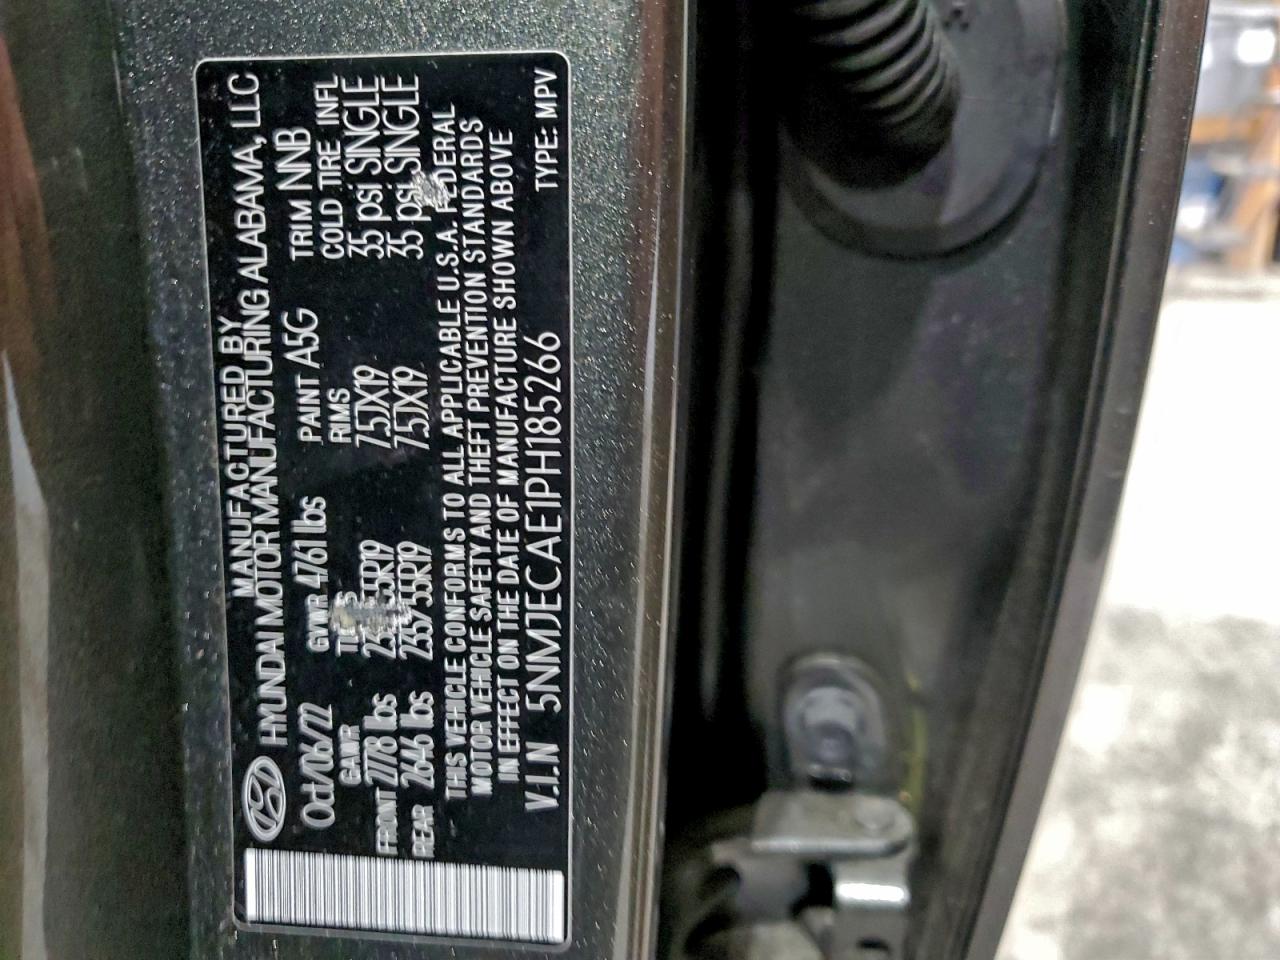 MANUFACTURED BY
HYUNDAI MOTOR MANUFACTURING ALABAMA, LLC
Oct/06/22 GVWR 4761 lbs PAINT A5G TRIM NNB
GAWR RIMS COLD TIRE INFL
FRONT 2778 lbs 7.5JX19 35 psi SINGLE
REAR 2646 lbs 235/55R19 7.5JX19 35 psi SINGLE
THIS VEHICLE CONFORMS TO ALL APPLICABLE U.S.A. FEDERAL
MOTOR VEHICLE SAFETY AND THEFT PREVENTION STANDARDS
IN EFFECT ON THE DATE OF MANUFACTURE SHOWN ABOVE
V.I.N 5NMJECAE1PH185266 TYPE: MPV